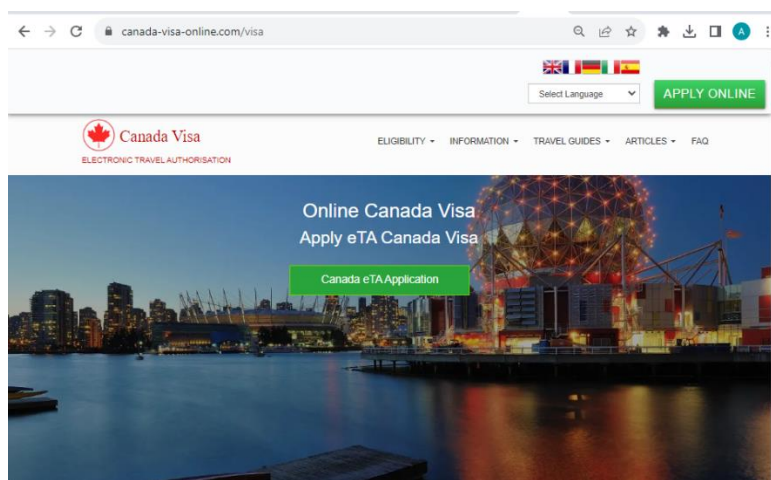 canada-visa-online.com/visa
A
Select Language
APPLY ONLINE
Canada Visa
ELECTRONIC TRAVEL AUTHORISATION
ELIGIBILITY INFORMATION TRAVEL GUIDES ARTICLES FAQ
Online Canada Visa
Apply eTA Canada Visa
Canada eTA Application